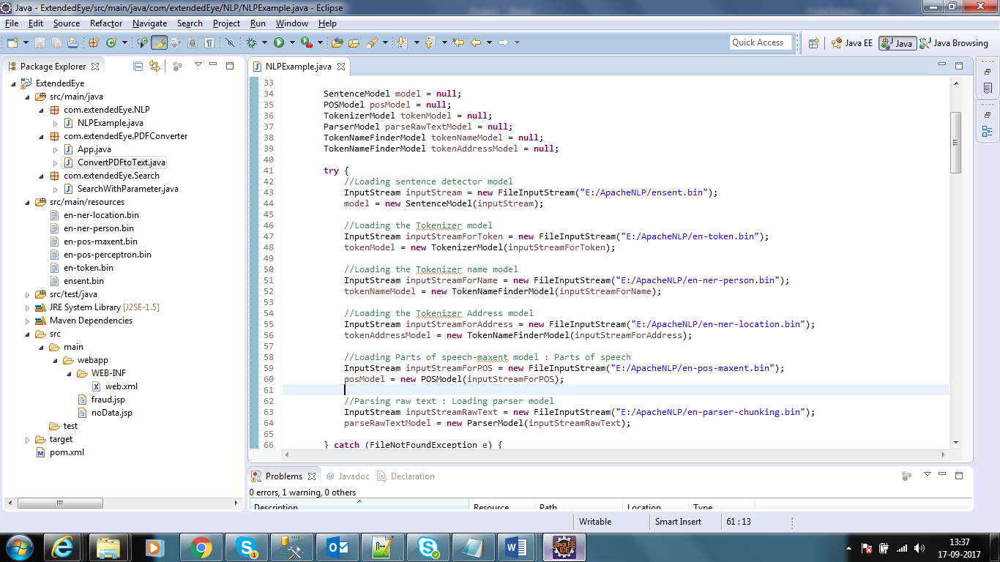 Java - ExtendedEye/src/main/java/com/extendedEye/NLP/NLPExample.java - Eclipse
File Edit Source Refactor Navigate Search Project Run Window Help
Quick Access Java EE Java Java Browsing
Package Explorer
ExtendedEye
src/main/java
com.extendedEye.NLP
NLPExample.java
com.extendedEye.PDFConverter
App.java
ConvertPDFtoText.java
com.extendedEye.Search
SearchWithParameter.java
src/main/resources
en-ner-location.bin
en-ner-person.bin
en-pos-maxent.bin
en-pos-perceptron.bin
en-token.bin
ensent.bin
src/test/java
JRE System Library [J2SE-1.5]
Maven Dependencies
src
main
webapp
WEB-INF
web.xml
fraud.jsp
noData.jsp
test
target
pom.xml
NLPExample.java
33
34 SentenceModel model = null;
35 POSModel posModel = null;
36 TokenizerModel tokenModel = null;
37 ParserModel parseRawTextModel = null;
38 TokenNameFinderModel tokenNameModel = null;
39 TokenNameFinderModel tokenAddressModel = null;
40
41 try {
42 //Loading sentence detector model
43 InputStream inputStream = new FileInputStream("E:/ApacheNLP/ensent.bin");
44 model = new SentenceModel(inputStream);
45
46 //Loading the Tokenizer model
47 InputStream inputStreamForToken = new FileInputStream("E:/ApacheNLP/en-token.bin");
48 tokenModel = new TokenizerModel(inputStreamForToken);
49
50 //Loading the Tokenizer name model
51 InputStream inputStreamForName = new FileInputStream("E:/ApacheNLP/en-ner-person.bin");
52 tokenNameModel = new TokenNameFinderModel(inputStreamForName);
53
54 //Loading the Tokenizer Address model
55 InputStream inputStreamForAddress = new FileInputStream("E:/ApacheNLP/en-ner-location.bin");
56 tokenAddressModel = new TokenNameFinderModel(inputStreamForAddress);
57
58 //Loading Parts of speech-maxent model : Parts of speech
59 InputStream inputStreamForPOS = new FileInputStream("E:/ApacheNLP/en-pos-maxent.bin");
60 posModel = new POSModel(inputStreamForPOS);
61
62 //Parsing raw text : Loading parser model
63 InputStream inputStreamRawText = new FileInputStream("E:/ApacheNLP/en-parser-chunking.bin");
64 parseRawTextModel = new ParserModel(inputStreamRawText);
65
66 } catch (FileNotFoundException e) {
Problems @ Javadoc Declaration
0 errors, 1 warning, 0 others
Description Resource Path Location Type
Writable Smart Insert 61 : 13
Java EE
IDE
13:37
17-09-2017